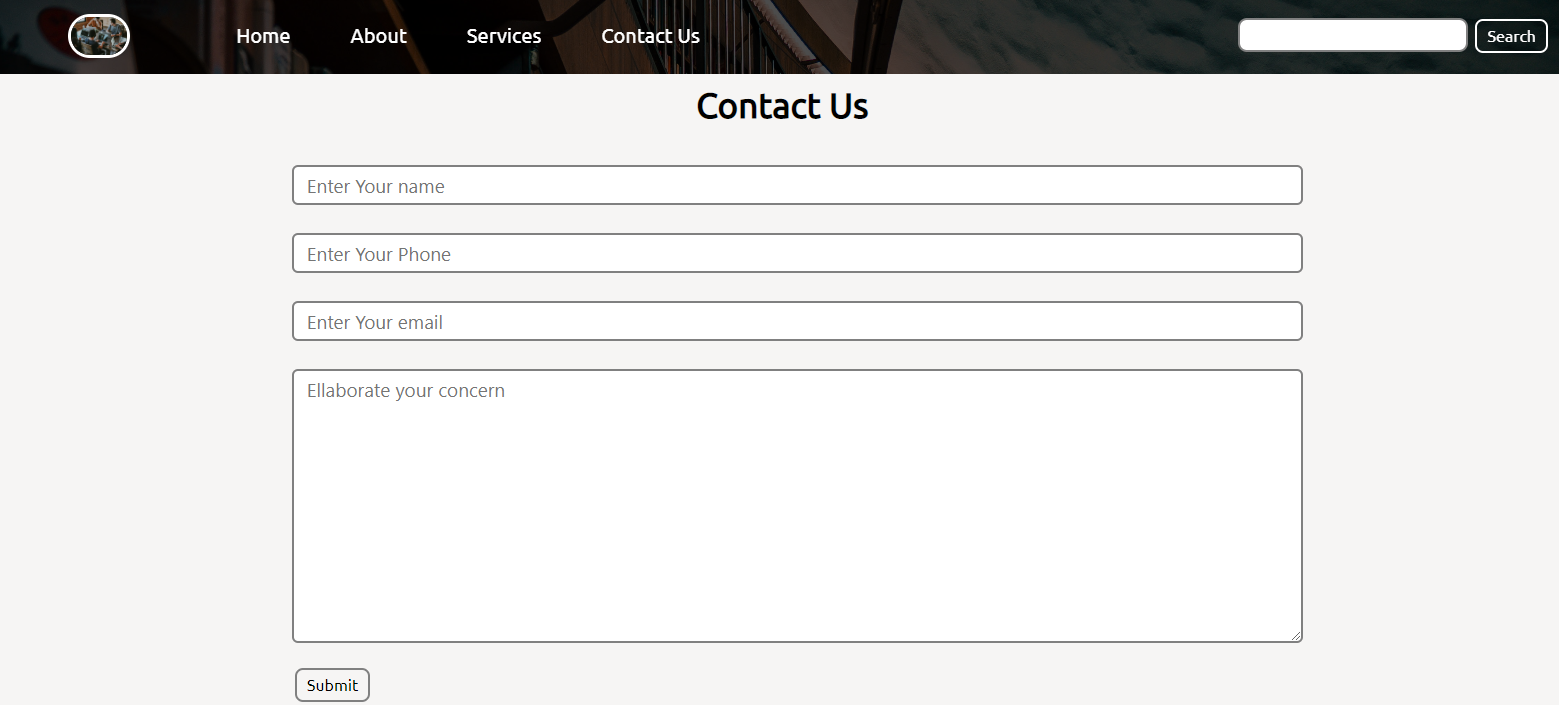 Home About Services Contact Us Search
Contact Us
Enter Your name
Enter Your Phone
Enter Your email
Ellaborate your concern
Submit